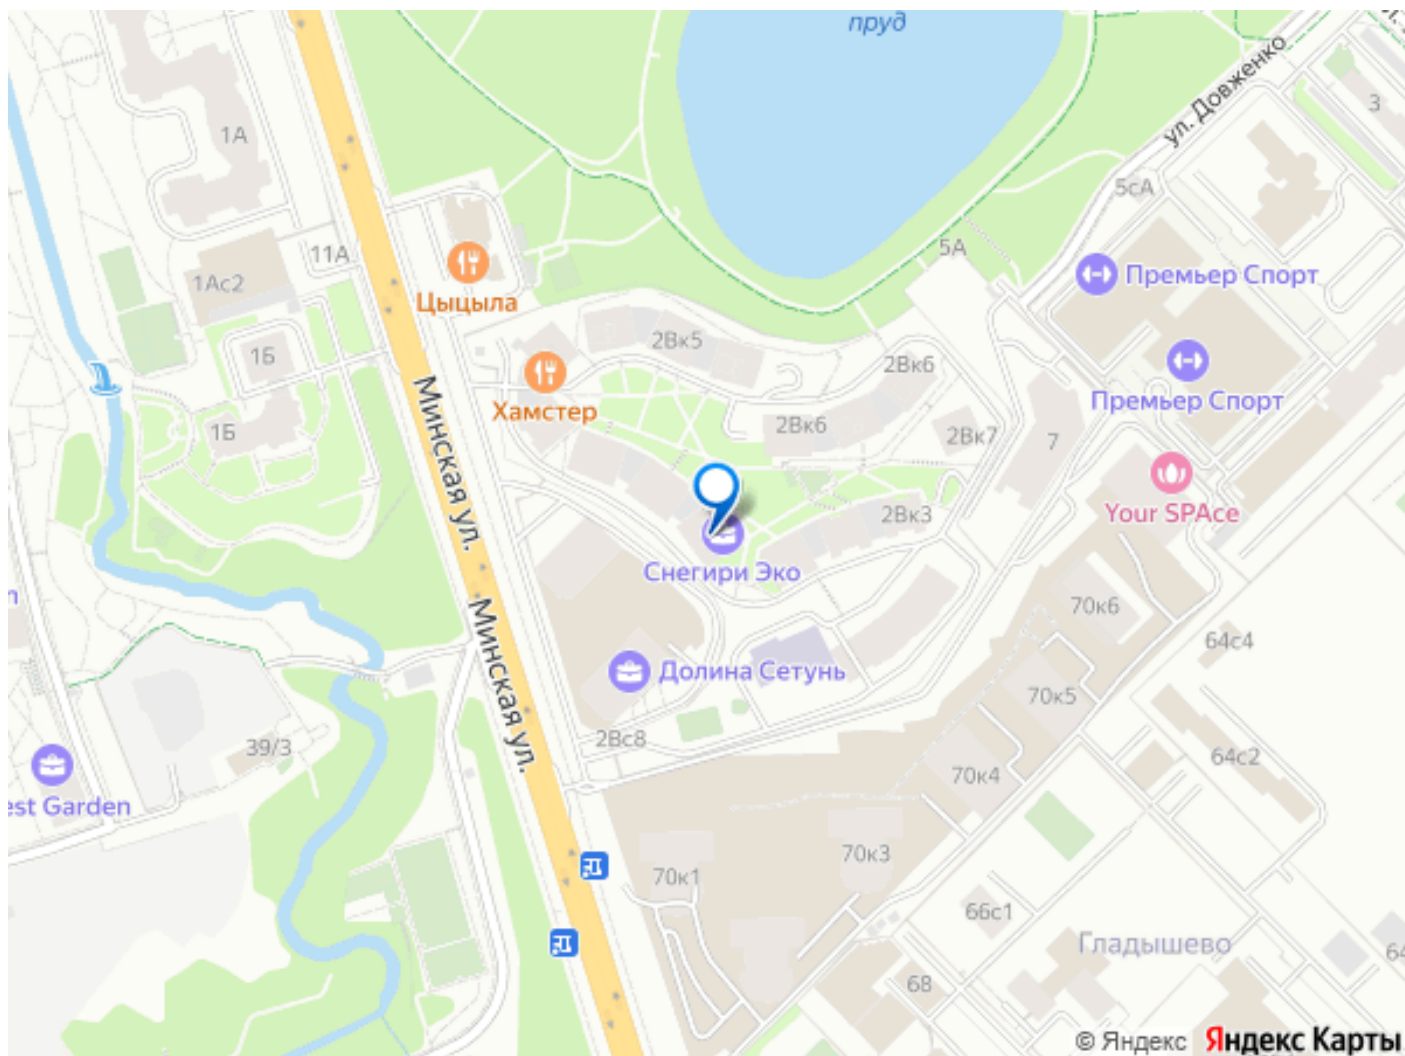 пруд
ул. Довженко
3
1А
5сА
11А
5А
1Ас2
Цыцыла
Премьер Спорт
2Вк5
1Б
2Вк6
Хамстер
Премьер Спорт
1Б
2Вк6
2Вк7
7
Минская ул.
Your SPAce
2Вк3
Снегири Эко
70к6
64с4
Минская ул.
Долина Сетунь
70к5
2Вс8
39/3
64с2
70к4
est Garden
70к3
70к1
66с1
Гладышево
64
68
© Яндекс Яндекс Карты